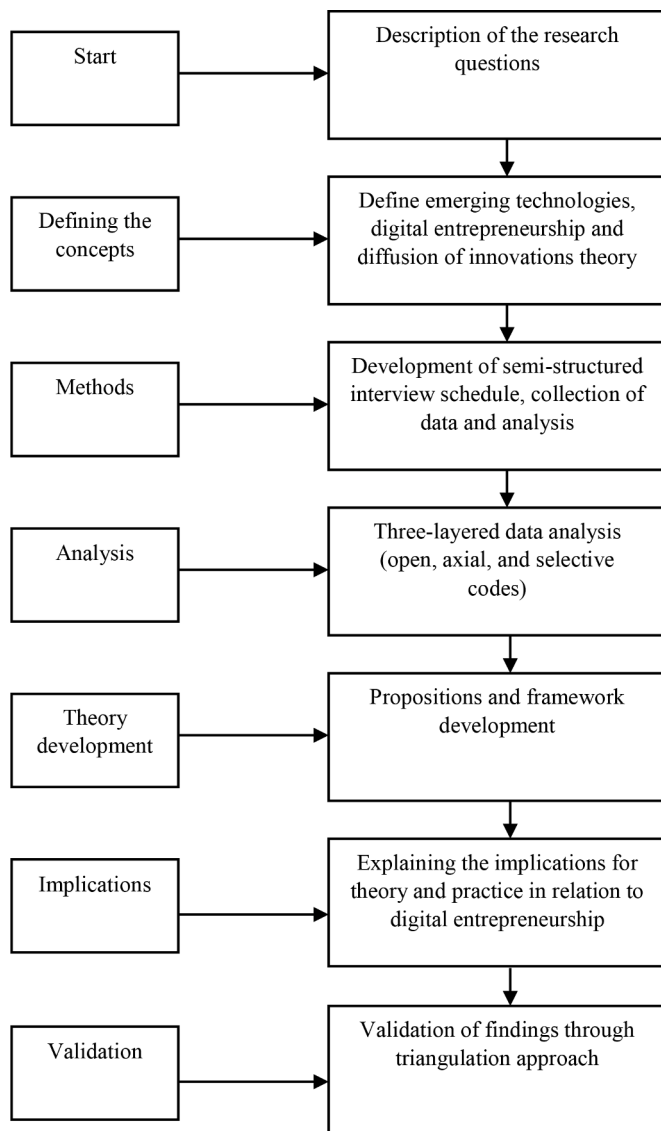 Start
Description of the research
questions
Defining the
concepts
Define emerging technologies,
digital entrepreneurship and
diffusion of innovations theory
Methods
Development of semi-structured
interview schedule, collection of
data and analysis
Analysis
Three-layered data analysis
(open, axial, and selective
codes)
Theory
development
Propositions and framework
development
Implications
Explaining the implications for
theory and practice in relation to
digital entrepreneurship
Validation
Validation of findings through
triangulation approach